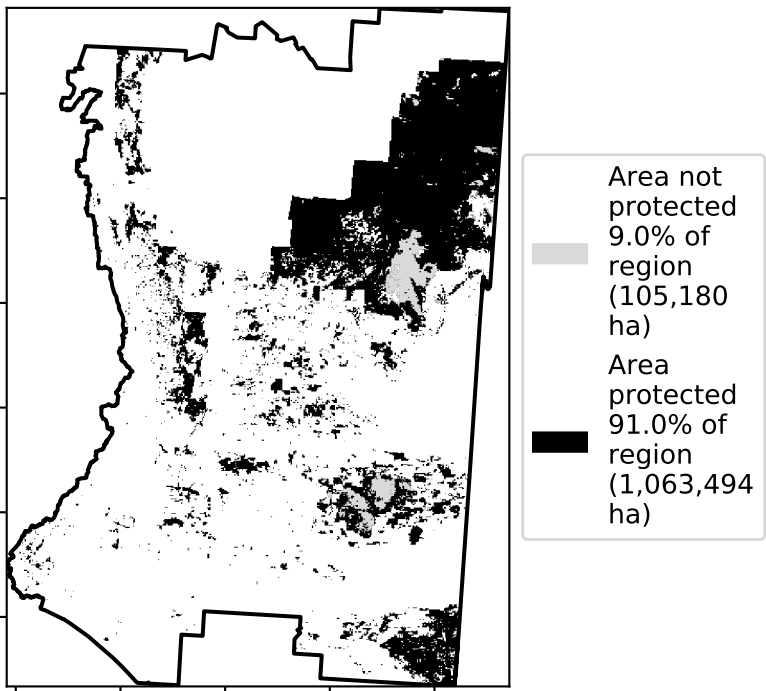 Area not
protected
9.0% of
region
(105,180
ha)
Area
protected
91.0% of
region
(1,063,494
ha)